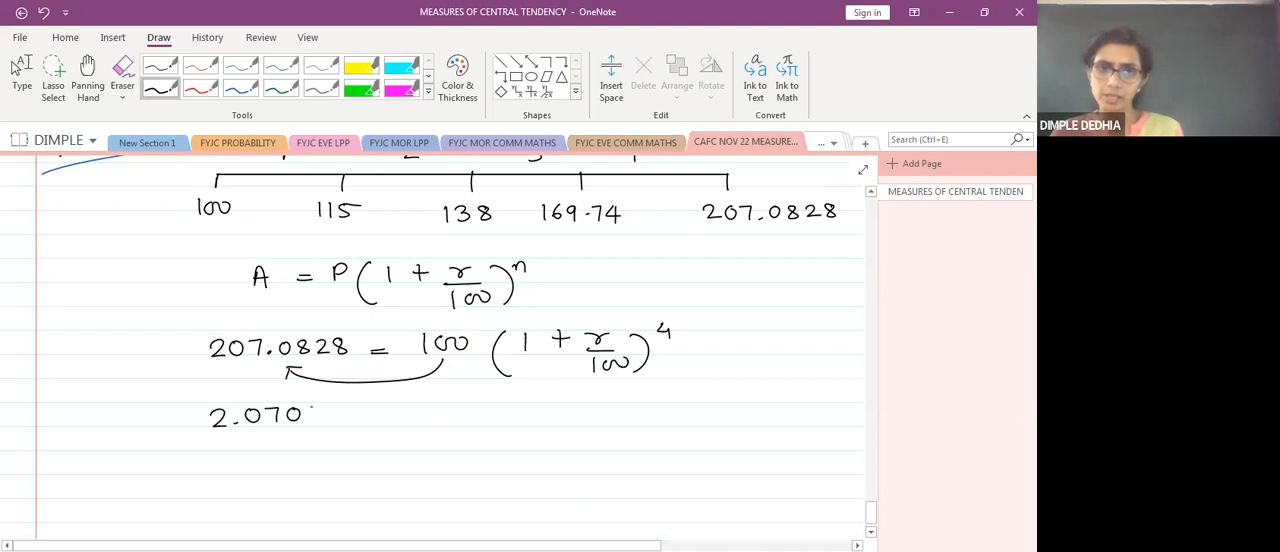 MEASURES OF CENTRAL TENDENCY - OneNote
Sign in
File Home Insert Draw History Review View
Type
Lasso Select
Panning Hand
Eraser
Color & Thickness
Insert Space
Delete
Arrange
Rotate
Ink to Text
Ink to Math
Tools
Shapes
Edit
Convert
DIMPLE
New Section 1
FYJC PROBABILITY
FYJC EVE LPP
FYJC MOR LPP
FYJC MOR COMM MATHS
FYJC EVE COMM MATHS
CAFC NOV 22 MEASURE...
Search (Ctrl+E)
DIMPLE DEDHIA
Add Page
MEASURES OF CENTRAL TENDEN
100 115 138 169.74 207.0828
A = P(1 + r/100)^n
207.0828 = 100 (1 + r/100)^4
2.070